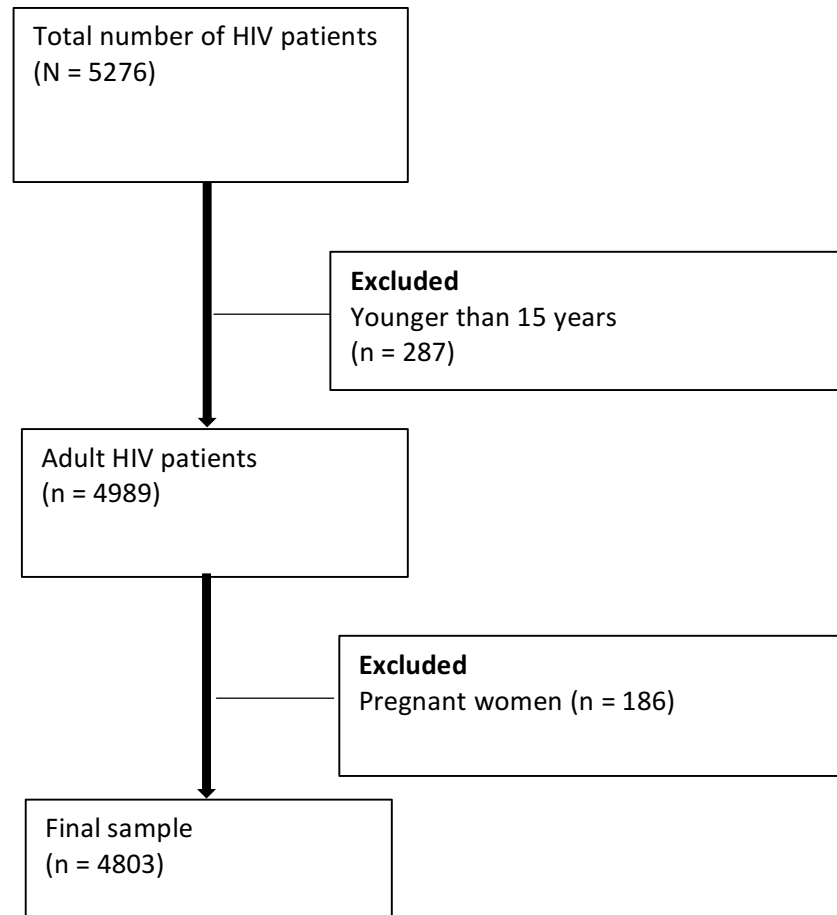 Total number of HIV patients
(N = 5276)
Excluded
Younger than 15 years
(n = 287)
Adult HIV patients
(n = 4989)
Excluded
Pregnant women (n = 186)
Final sample
(n = 4803)